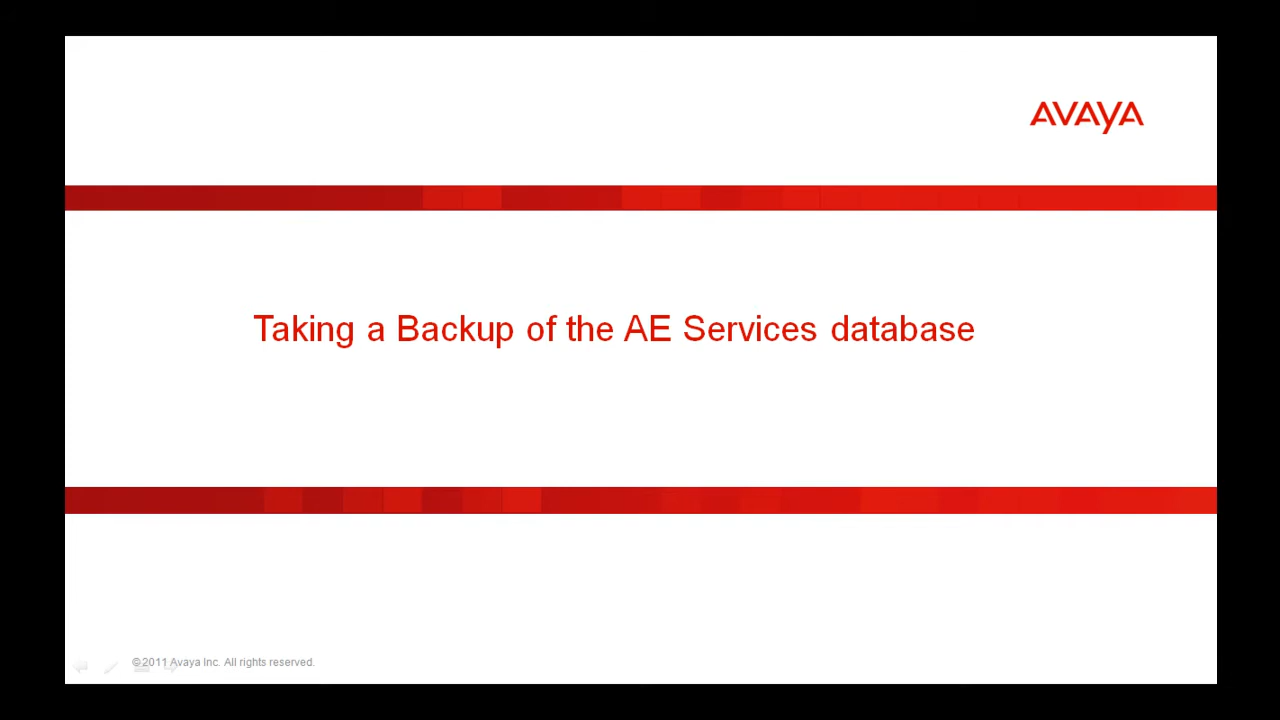 AVAYA
Taking a Backup of the AE Services database
©2011 Avaya Inc. All rights reserved.